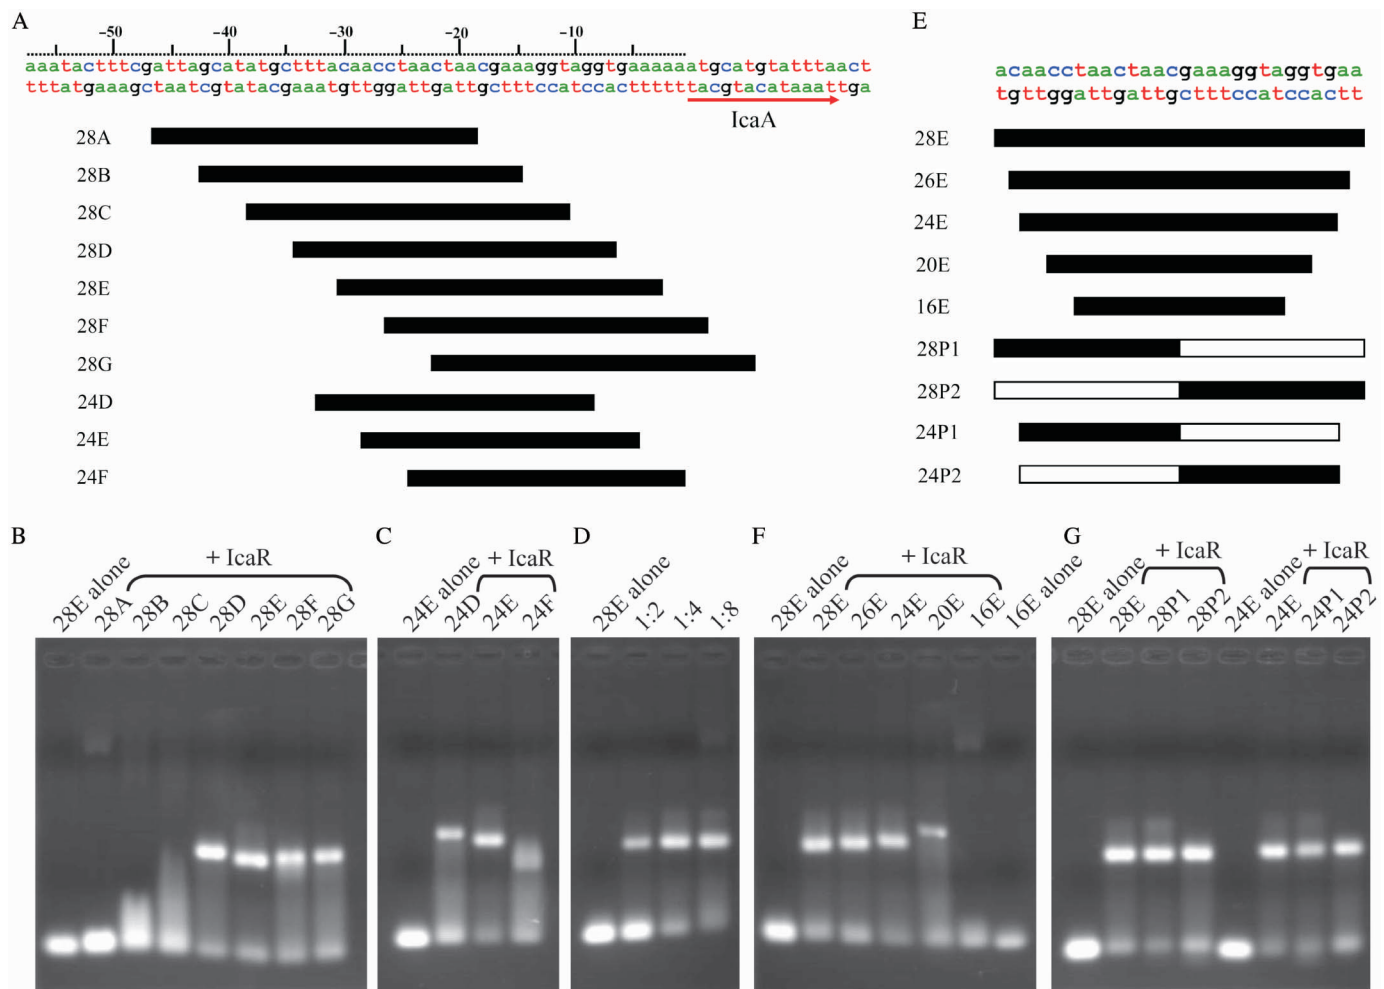 A
-50 -40 -30 -20 -10
aaatactttcgattagcatatgctttacaacctaactaacgaaaggtaggtgaaaaaatgcatgtatttaact
tttatgaaagctaatcgtatacgaaatgttggattgattgctttccatccacttttttacgtacataaattga
IcaA
28A
28B
28C
28D
28E
28F
28G
24D
24E
24F
E
acaacctaactaacgaaaggtaggtgaa
tgttggattgattgctttccatccactt
28E
26E
24E
20E
16E
28P1
28P2
24P1
24P2
B
+ IcaR
28E alone 28A 28B 28C 28D 28E 28F 28G
C
+ IcaR
24E alone 24D 24E 24F
D
28E alone 1:2 1:4 1:8
F
+ IcaR
28E alone 28E 26E 24E 20E 16E 16E alone
G
+ IcaR + IcaR
28E alone 28E 28P1 28P2 24E alone 24E 24P1 24P2